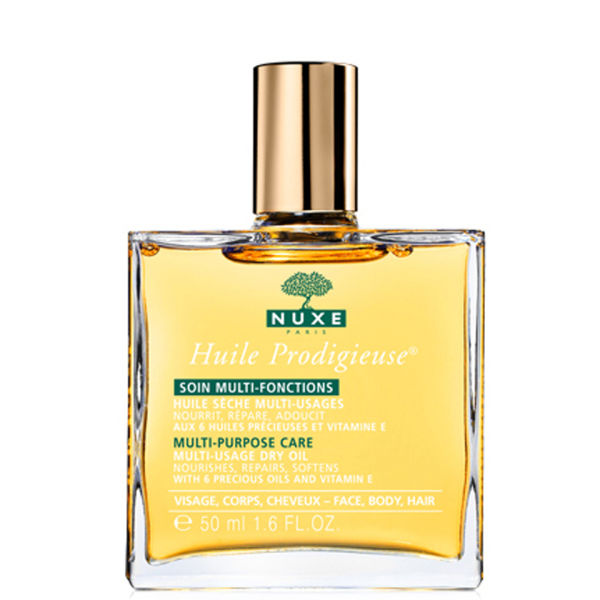 NUXE
PARIS
Huile Prodigieuse®
SOIN MULTI-FONCTIONS
HUILE SÈCHE MULTI-USAGES
NOURRIT, RÉPARE, ADOUCIT
AUX 6 HUILES PRÉCIEUSES ET VITAMINE E
MULTI-PURPOSE CARE
MULTI-USAGE DRY OIL
NOURISHES, REPAIRS, SOFTENS
WITH 6 PRECIOUS OILS AND VITAMIN E
VISAGE, CORPS, CHEVEUX – FACE, BODY, HAIR
℮ 50 ml 1.6 FL.OZ.